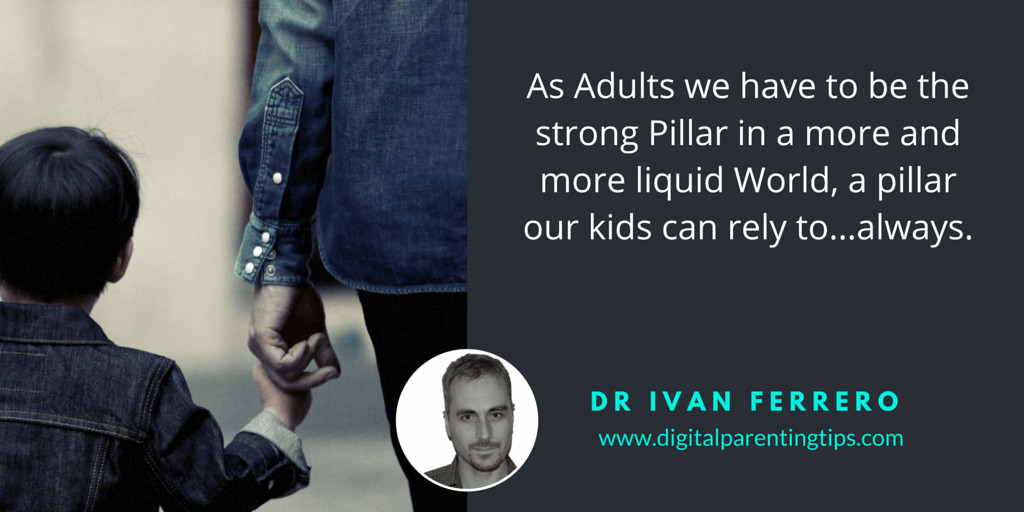 As Adults we have to be the
strong Pillar in a more and
more liquid World, a pillar
our kids can rely to...always.
DR IVAN FERRERO
www.digitalparentingtips.com